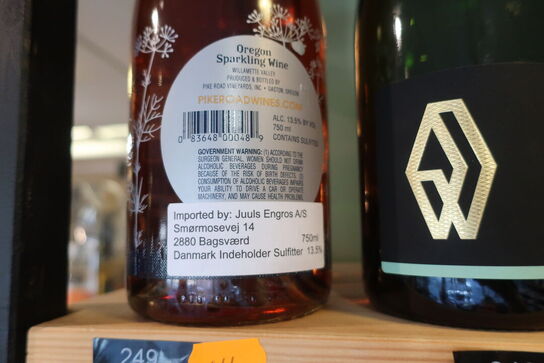 Oregon
Sparkling Wine
WILLAMETTE VALLEY
PRODUCED & BOTTLED BY
PIKE ROAD VINEYARDS, INC. • GASTON, OREGON
PIKEROADWINES.COM
ALC. 13.5% BY VOL
750 ml
CONTAINS SULFITES
0 83648 00048 9
GOVERNMENT WARNING: (1) ACCORDING TO THE
SURGEON GENERAL, WOMEN SHOULD NOT DRINK
ALCOHOLIC BEVERAGES DURING PREGNANCY
BECAUSE OF THE RISK OF BIRTH DEFECTS. (2)
CONSUMPTION OF ALCOHOLIC BEVERAGES IMPAIRS
YOUR ABILITY TO DRIVE A CAR OR OPERATE
MACHINERY, AND MAY CAUSE HEALTH PROBLEMS.
Imported by: Juuls Engros A/S
Smørmosevej 14
2880 Bagsværd 750ml
Danmark Indeholder Sulfitter 13.5%
249